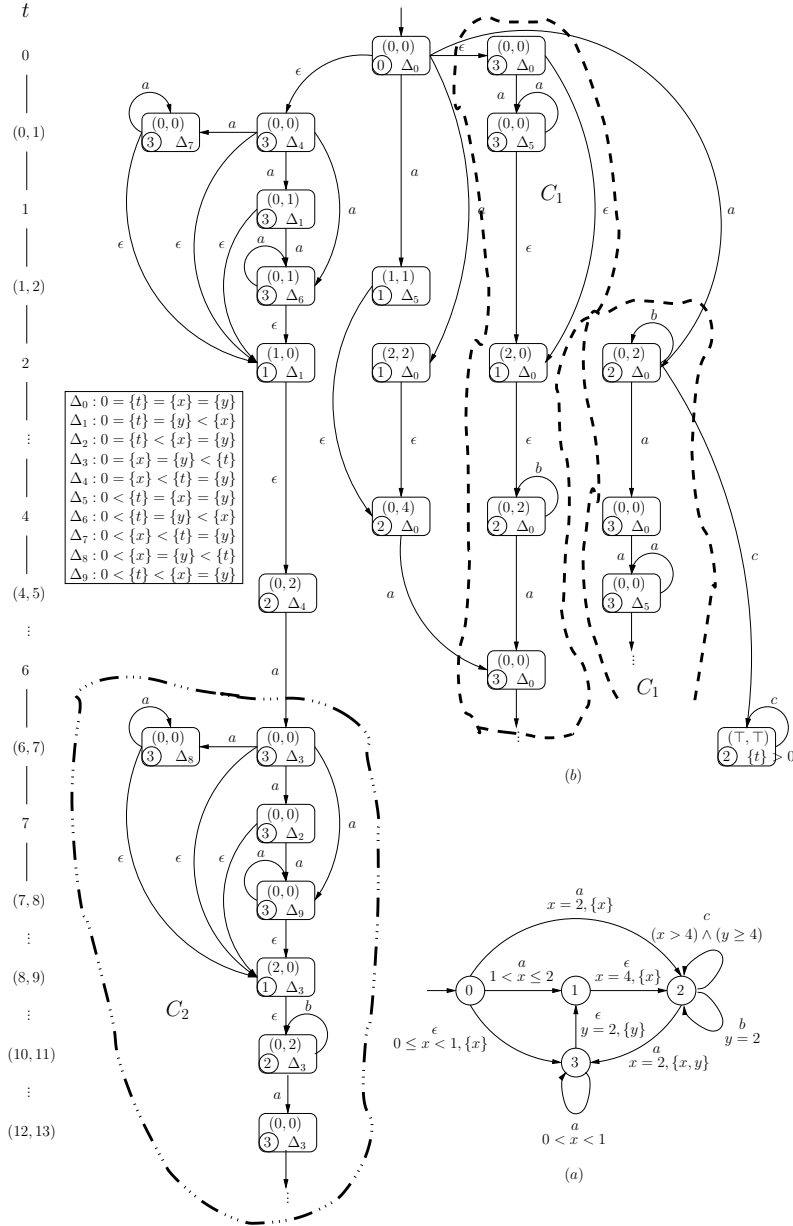 t
0
(0, 0)
0 Δ₀
ϵ
(0, 0)
3 Δ₀
ϵ
a
a
a
a
(0, 1)
(0, 0)
3 Δ₇
a
(0, 0)
3 Δ₄
(0, 0)
3 Δ₅
a
a
1
(0, 1)
3 Δ₁
a
a
C₁
ϵ
a
ϵ
ϵ
ϵ
a
a
ϵ
(1, 2)
(0, 1)
3 Δ₆
(1, 1)
1 Δ₅
ϵ
b
2
(1, 0)
1 Δ₁
(2, 2)
1 Δ₀
(2, 0)
1 Δ₀
(0, 2)
2 Δ₀
Δ₀ : 0 = {t} = {x} = {y}
Δ₁ : 0 = {t} = {y} < {x}
Δ₂ : 0 = {t} < {x} = {y}
Δ₃ : 0 = {x} = {y} < {t}
Δ₄ : 0 = {x} < {t} = {y}
Δ₅ : 0 < {t} = {x} = {y}
Δ₆ : 0 < {t} = {y} < {x}
Δ₇ : 0 < {x} < {t} = {y}
Δ₈ : 0 < {x} = {y} < {t}
Δ₉ : 0 < {t} < {x} = {y}
⋮
ϵ
ϵ
ϵ
a
ϵ
b
4
(0, 4)
2 Δ₀
(0, 2)
2 Δ₀
(0, 0)
3 Δ₀
a
a
c
(4, 5)
(0, 2)
2 Δ₄
a
a
(0, 0)
3 Δ₅
⋮
⋮
6
a
(0, 0)
3 Δ₀
C₁
a
c
(6, 7)
(0, 0)
3 Δ₈
a
(0, 0)
3 Δ₃
⋮
(⊤, ⊤)
2 {t} > 0
(b)
a
7
(0, 0)
3 Δ₂
a
ϵ
ϵ
ϵ
a
a
(7, 8)
(0, 0)
3 Δ₉
⋮
ϵ
(8, 9)
(2, 0)
1 Δ₃
⋮
C₂
ϵ
b
(10, 11)
(0, 2)
2 Δ₃
⋮
a
(12, 13)
(0, 0)
3 Δ₃
⋮
a
x = 2, {x}
c
(x > 4) ∧ (y ≥ 4)
a
1 < x ≤ 2
ϵ
x = 4, {x}
0
1
2
ϵ
0 ≤ x < 1, {x}
ϵ
y = 2, {y}
b
y = 2
a
x = 2, {x, y}
3
a
0 < x < 1
(a)